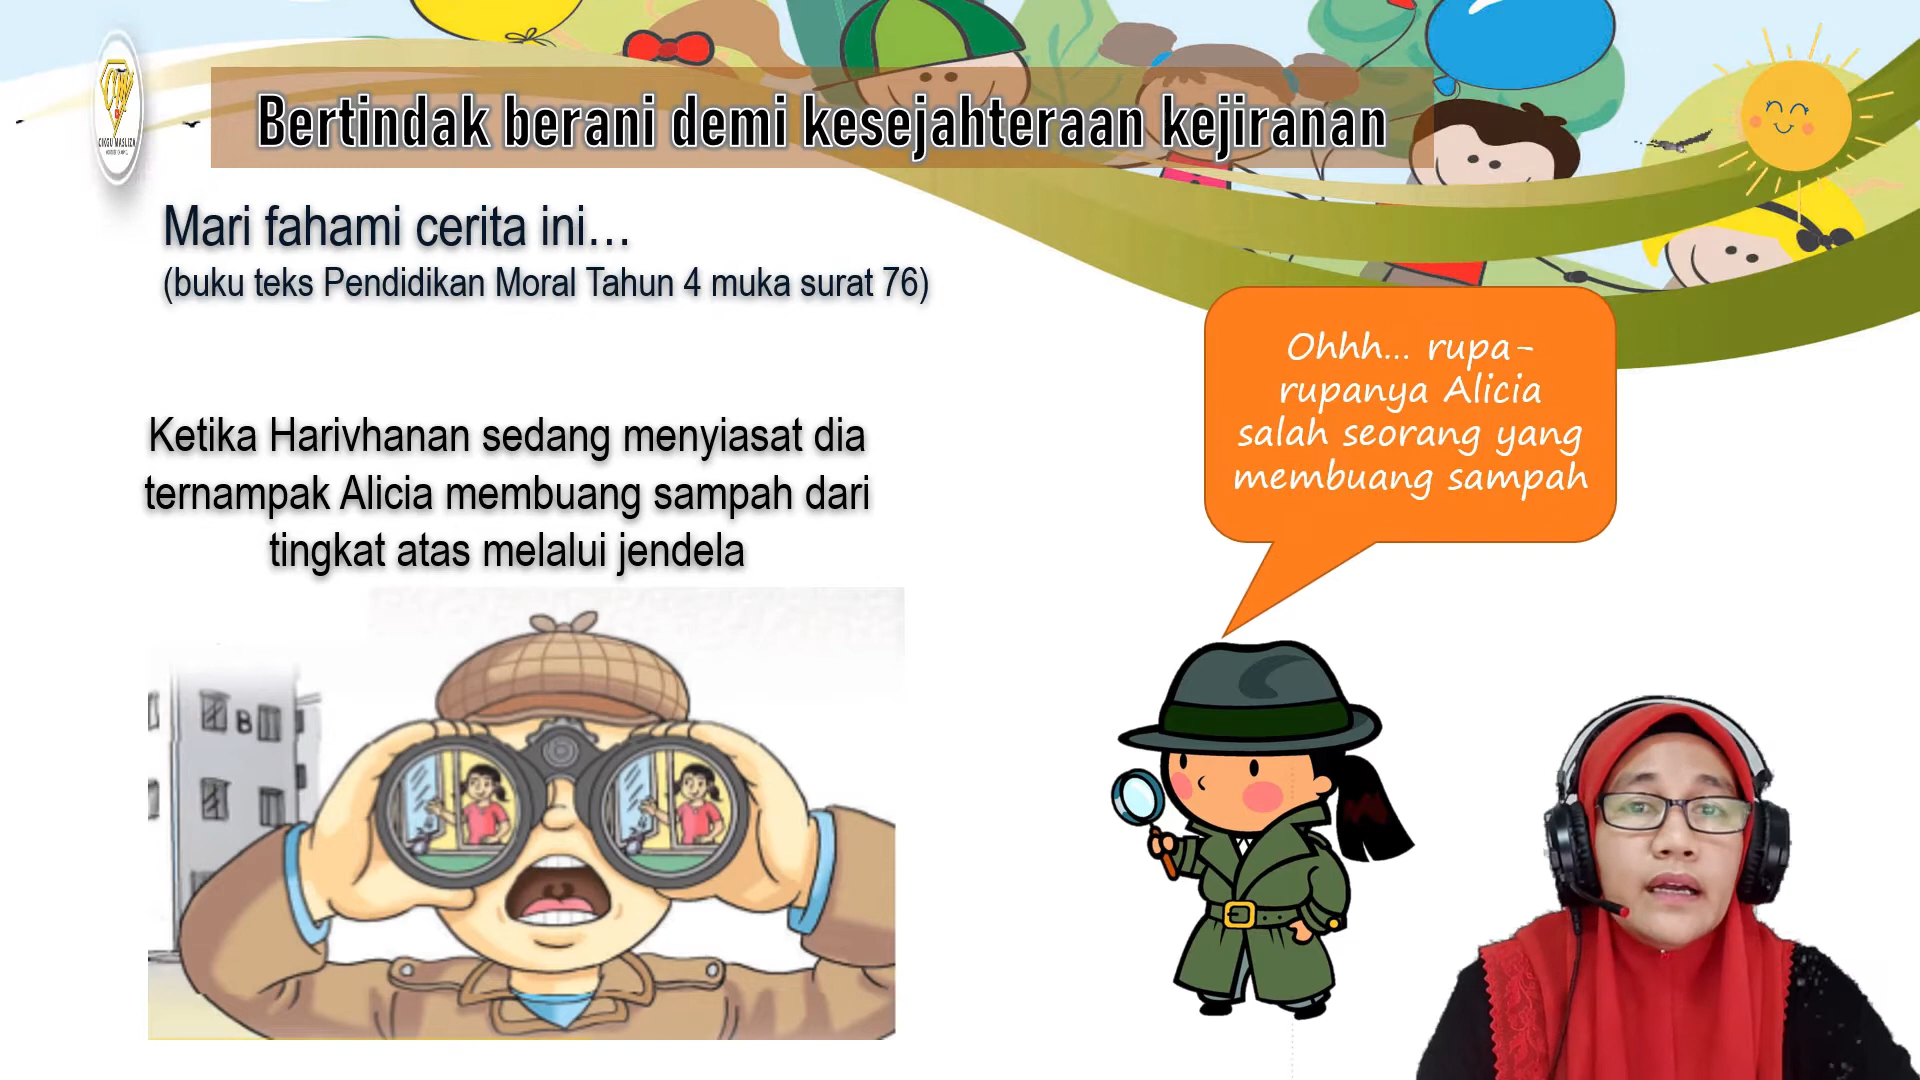 Bertindak berani demi kesejahteraan kejiranan
CIKGU MASLIZA
Mari fahami cerita ini...
(buku teks Pendidikan Moral Tahun 4 muka surat 76)
Ketika Harivhanan sedang menyiasat dia
ternampak Alicia membuang sampah dari
tingkat atas melalui jendela
B
Ohhh... rupa-
rupanya Alicia
salah seorang yang
membuang sampah